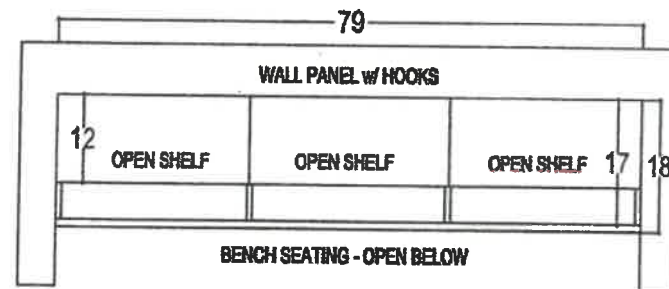 79
WALL PANEL w/ HOOKS
12
OPEN SHELF OPEN SHELF OPEN SHELF 17 18
BENCH SEATING - OPEN BELOW